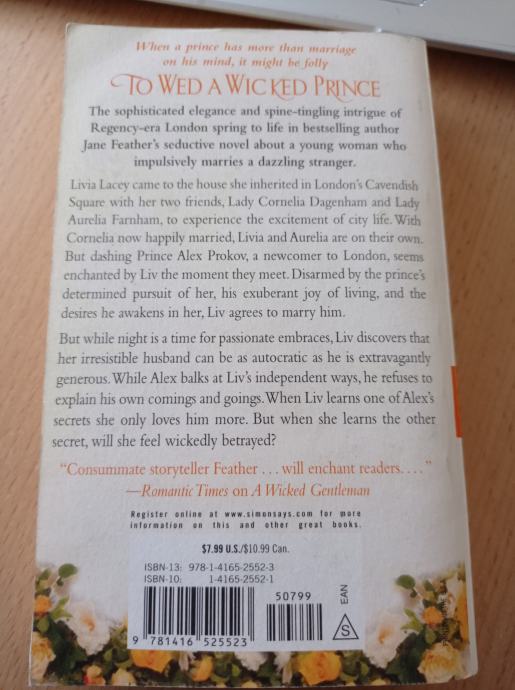 When a prince has more than marriage
on his mind, it might be folly
TO WED A WICKED PRINCE
The sophisticated elegance and spine-tingling intrigue of
Regency-era London spring to life in bestselling author
Jane Feather's seductive novel about a young woman who
impulsively marries a dazzling stranger.
Livia Lacey came to the house she inherited in London's Cavendish
Square with her two friends, Lady Cornelia Dagenham and Lady
Aurelia Farnham, to experience the excitement of city life. With
Cornelia now happily married, Livia and Aurelia are on their own.
But dashing Prince Alex Prokov, a newcomer to London, seems
enchanted by Liv the moment they meet. Disarmed by the prince's
determined pursuit of her, his exuberant joy of living, and the
desires he awakens in her, Liv agrees to marry him.
But while night is a time for passionate embraces, Liv discovers that
her irresistible husband can be as autocratic as he is extravagantly
generous. While Alex balks at Liv's independent ways, he refuses to
explain his own comings and goings. When Liv learns one of Alex's
secrets she only loves him more. But when she learns the other
secret, will she feel wickedly betrayed?
"Consummate storyteller Feather . . . will enchant readers. . . ."
—Romantic Times on A Wicked Gentleman
Register online at www.simonsays.com for more
information on this and other great books.
$7.99 U.S./$10.99 Can.
ISBN-13: 978-1-4165-2552-3
ISBN-10: 1-4165-2552-1
50799
EAN
S
9 781416 525523